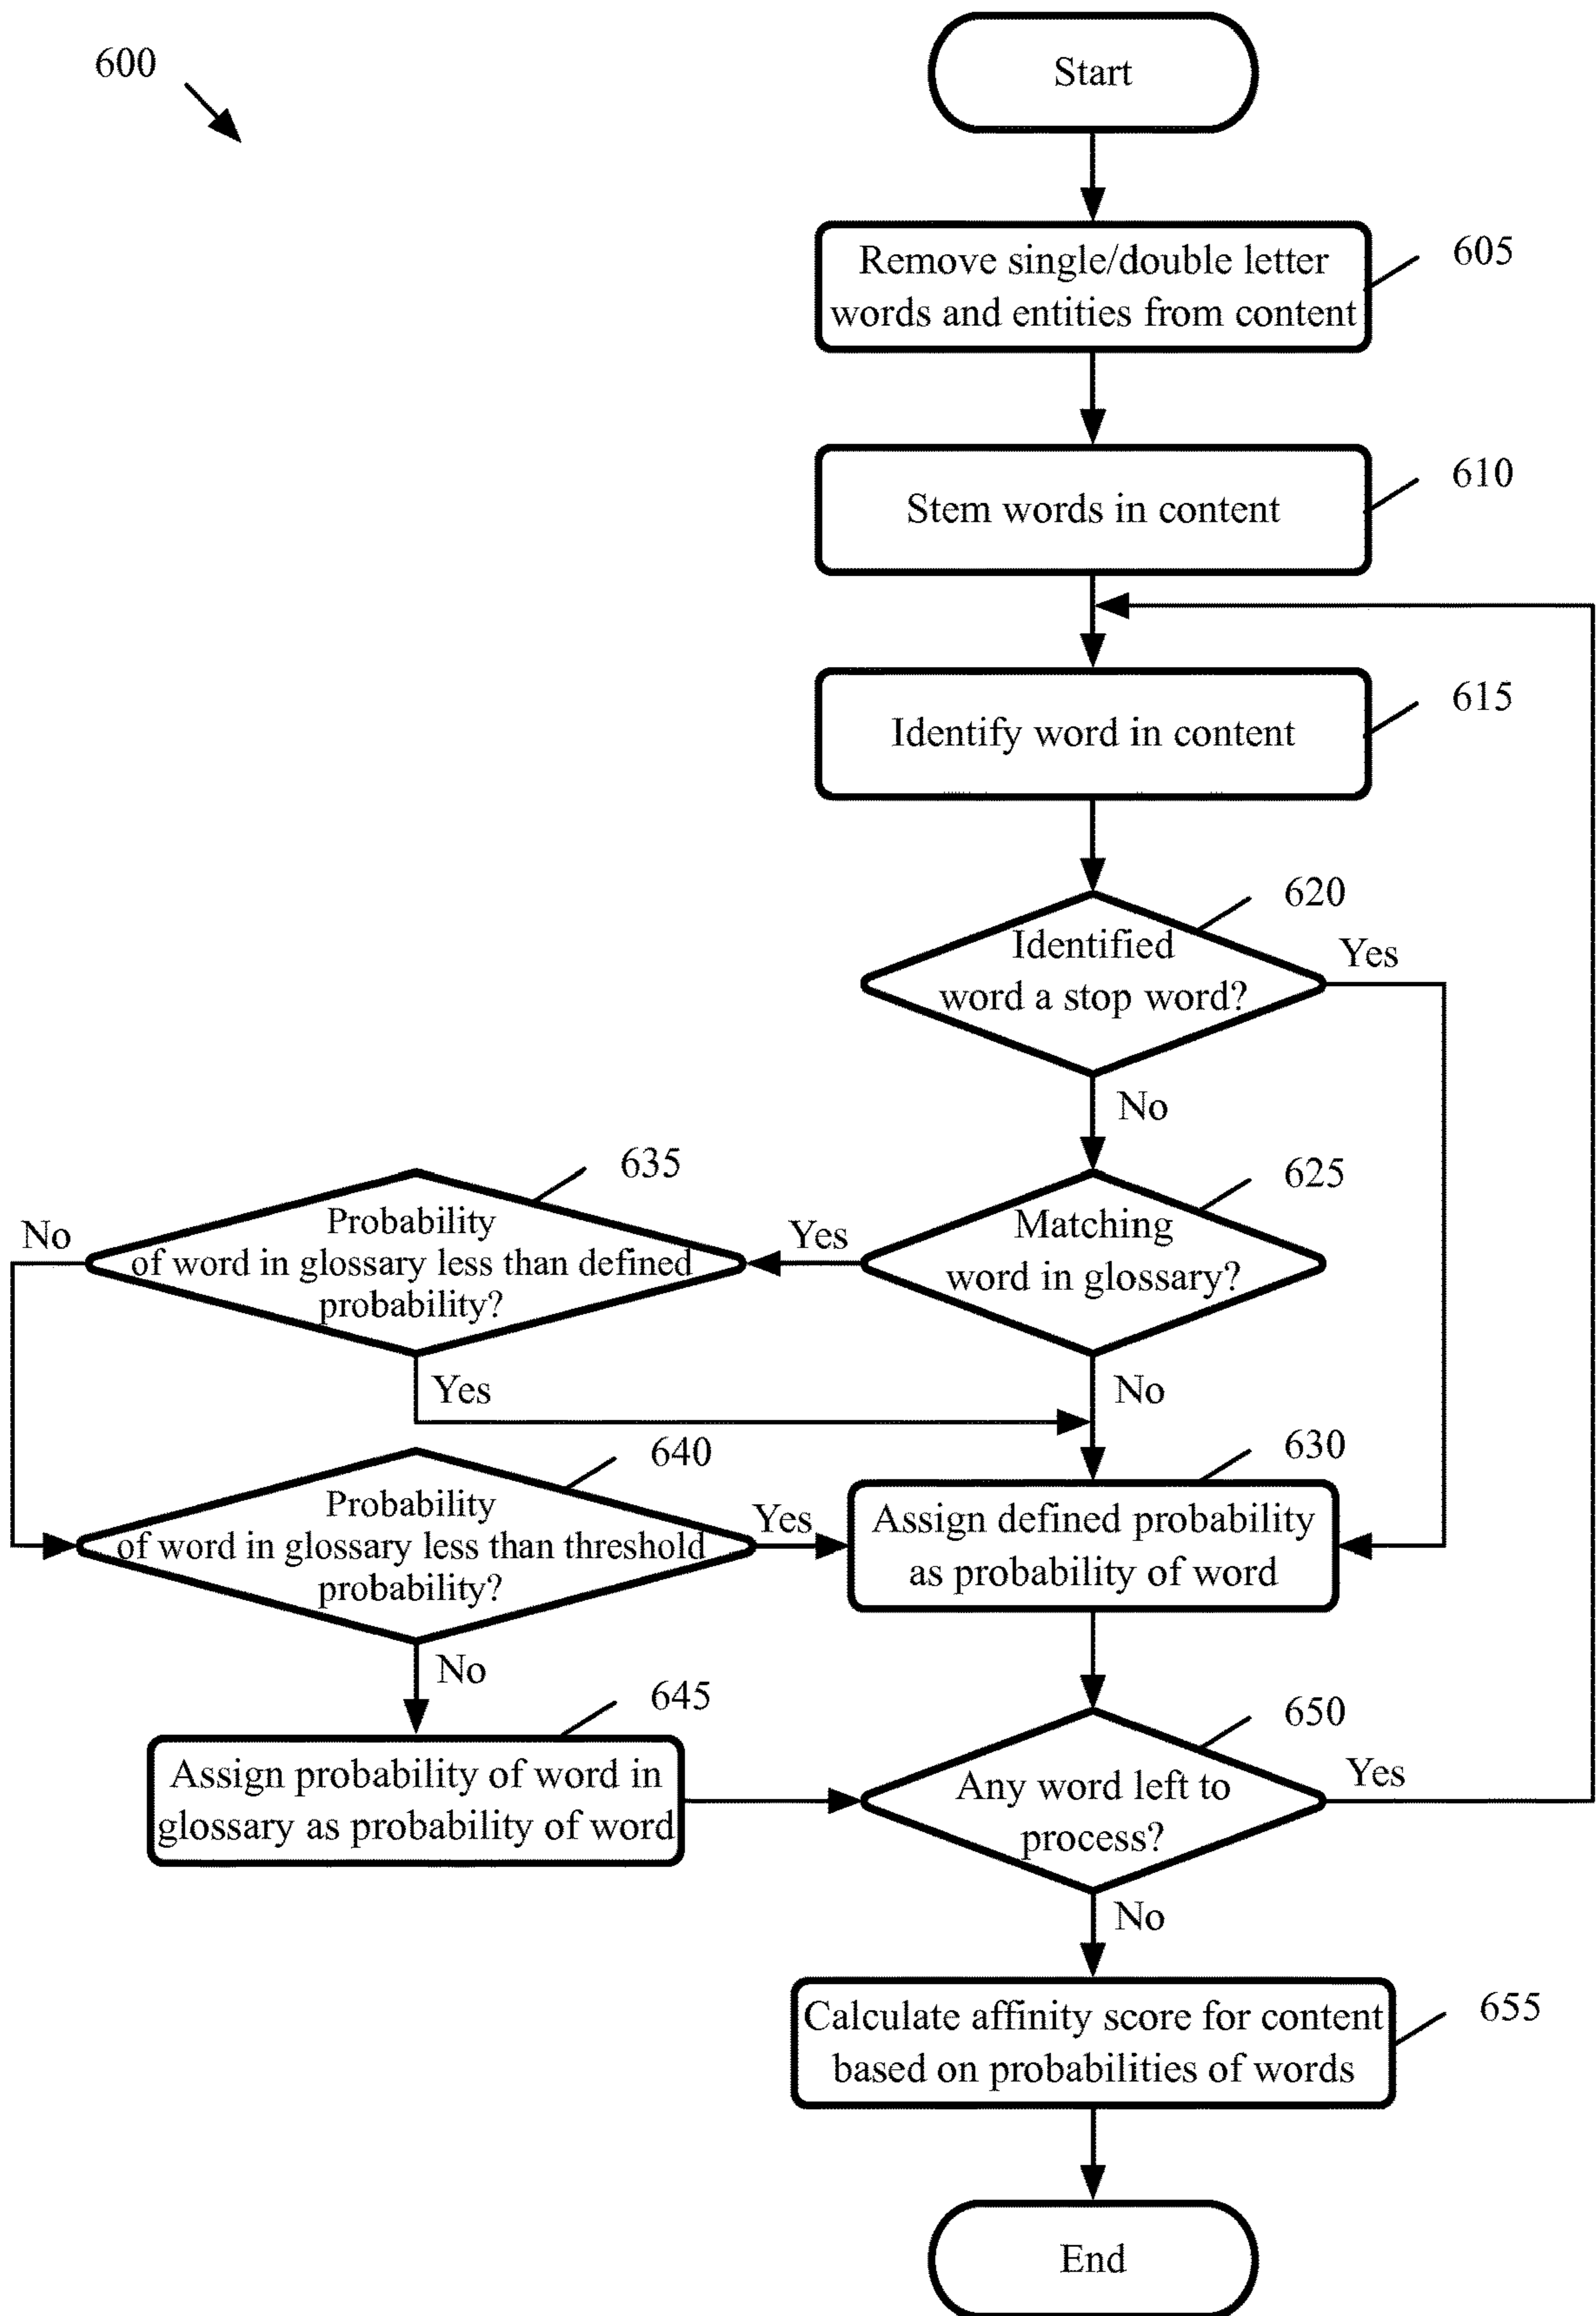 600
Start
Remove single/double letter
words and entities from content
605
Stem words in content
610
Identify word in content
615
620
Identified
word a stop word?
Yes
No
635
625
Probability
of word in glossary less than defined
probability?
No
Yes
Matching
word in glossary?
Yes
No
640
630
Probability
of word in glossary less than threshold
probability?
Yes
Assign defined probability
as probability of word
No
645
650
Assign probability of word in
glossary as probability of word
Any word left to
process?
Yes
No
Calculate affinity score for content
based on probabilities of words
655
End